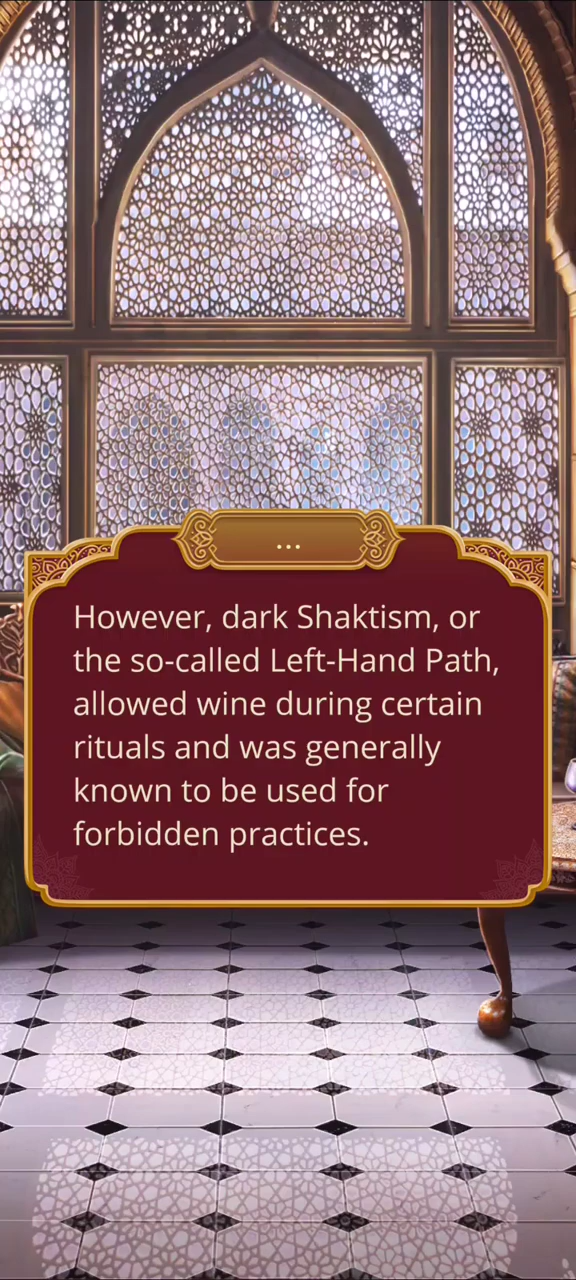 ...
However, dark Shaktism, or
the so-called Left-Hand Path,
allowed wine during certain
rituals and was generally
known to be used for
forbidden practices.